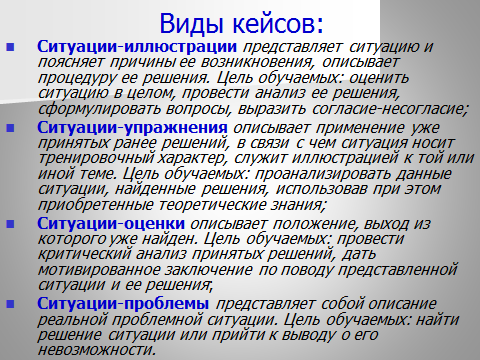 Виды кейсов:
Ситуации-иллюстрации представляет ситуацию и
поясняет причины ее возникновения, описывает
процедуру ее решения. Цель обучаемых: оценить
ситуацию в целом, провести анализ ее решения,
сформулировать вопросы, выразить согласие-несогласие;
Ситуации-упражнения описывает применение уже
принятых ранее решений, в связи с чем ситуация носит
тренировочный характер, служит иллюстрацией к той или
иной теме. Цель обучаемых: проанализировать данные
ситуации, найденные решения, использовав при этом
приобретенные теоретические знания;
Ситуации-оценки описывает положение, выход из
которого уже найден. Цель обучаемых: провести
критический анализ принятых решений, дать
мотивированное заключение по поводу представленной
ситуации и ее решения;
Ситуации-проблемы представляет собой описание
реальной проблемной ситуации. Цель обучаемых: найти
решение ситуации или прийти к выводу о его
невозможности.